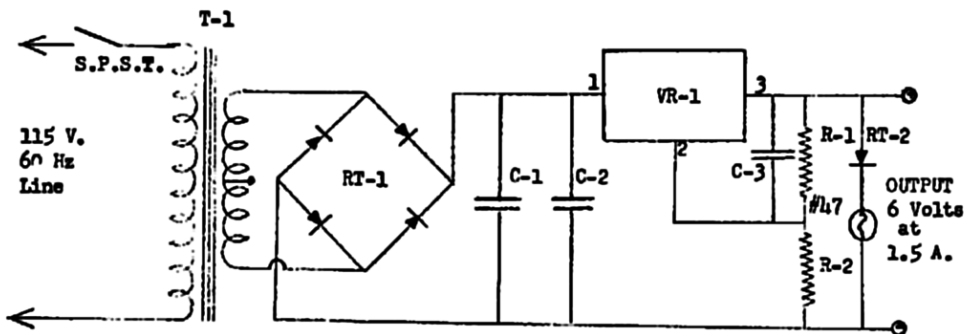 T-1
S.P.S.T.
115 V.
60 Hz
Line
RT-1
C-1
C-2
1
VR-1
3
2
C-3
R-1
RT-2
#47
R-2
OUTPUT
6 Volts
at
1.5 A.